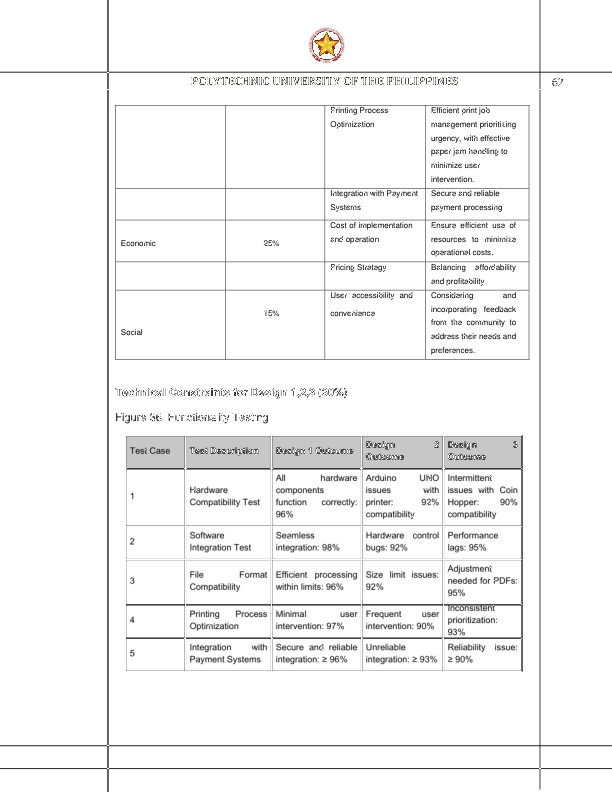 POLYTECHNIC UNIVERSITY OF THE PHILIPPINES
62
Printing Process
Optimization
Efficient print job
management prioritizing
urgency, with effective
paper jam handling to
minimize user
intervention.
Integration with Payment
Systems
Secure and reliable
payment processing
Economic
25%
Cost of implementation
and operation
Ensure efficient use of
resources to minimize
operational costs.
Pricing Strategy
Balancing affordability
and profitability
Social
15%
User accessibility and
convenience
Considering and
incorporating feedback
from the community to
address their needs and
preferences.
Technical Constraints for Design 1,2,3 (60%)
Figure 36. Functionality Testing
Test Case
Test Description
Design 1 Outcome
Design 2
Outcome
Design 3
Outcome
1
Hardware
Compatibility Test
All hardware
components
function correctly:
96%
Arduino UNO
issues with
printer: 92%
compatibility
Intermittent
issues with Coin
Hopper: 90%
compatibility
2
Software
Integration Test
Seamless
integration: 98%
Hardware control
bugs: 92%
Performance
lags: 95%
3
File Format
Compatibility
Efficient processing
within limits: 96%
Size limit issues:
92%
Adjustment
needed for PDFs:
95%
4
Printing Process
Optimization
Minimal user
intervention: 97%
Frequent user
intervention: 90%
Inconsistent
prioritization:
93%
5
Integration with
Payment Systems
Secure and reliable
integration: ≥ 96%
Unreliable
integration: ≥ 93%
Reliability issue:
≥ 90%